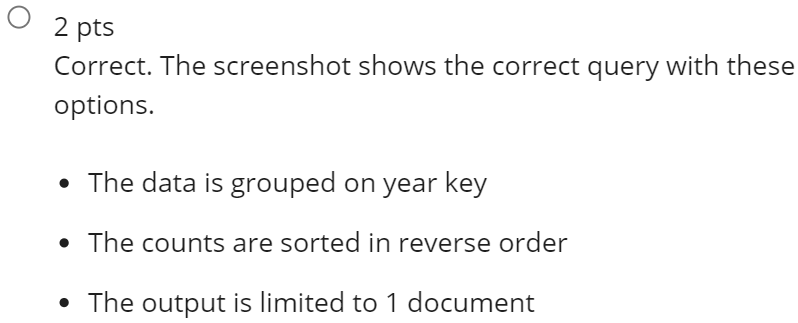 2 pts
Correct. The screenshot shows the correct query with these
options.
• The data is grouped on year key
• The counts are sorted in reverse order
• The output is limited to 1 document